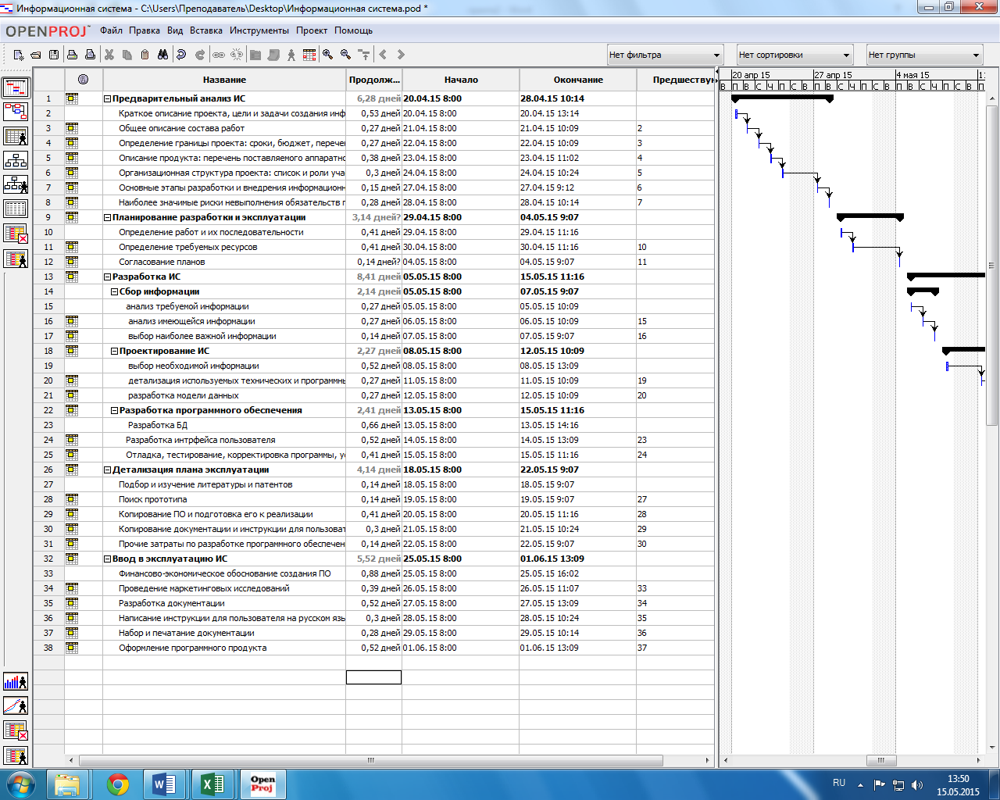 Информационная система - C:\Users\Преподаватель\Desktop\Информационная система.pod *
OPENPROJ™ Файл Правка Вид Вставка Инструменты Проект Помощь
Нет фильтра Нет сортировки Нет группы
Название Продолж... Начало Окончание Предшеству
20 апр 15 27 апр 15 4 мая 15
В П В С Ч П С В П В С Ч П С В П В С Ч П С В П
1 Предварительный анализ ИС 6,28 дней 20.04.15 8:00 28.04.15 10:14
2 Краткое описание проекта, цели и задачи создания инф 0,53 дней 20.04.15 8:00 20.04.15 13:14
3 Общее описание состава работ 0,27 дней 21.04.15 8:00 21.04.15 10:09 2
4 Определение границы проекта: сроки, бюджет, перече 0,27 дней 22.04.15 8:00 22.04.15 10:09 3
5 Описание продукта: перечень поставляемого аппаратн 0,38 дней 23.04.15 8:00 23.04.15 11:02 4
6 Организационная структура проекта: список и роли уча 0,3 дней 24.04.15 8:00 24.04.15 10:24 5
7 Основные этапы разработки и внедрения информацион 0,15 дней 27.04.15 8:00 27.04.15 9:12 6
8 Наиболее значимые риски невыполнения обязательств 0,28 дней 28.04.15 8:00 28.04.15 10:14 7
9 Планирование разработки и эксплуатации 3,14 дней? 29.04.15 8:00 04.05.15 9:07
10 Определение работ и их последовательности 0,41 дней 29.04.15 8:00 29.04.15 11:16
11 Определение требуемых ресурсов 0,41 дней 30.04.15 8:00 30.04.15 11:16 10
12 Согласование планов 0,14 дней? 04.05.15 8:00 04.05.15 9:07 11
13 Разработка ИС 8,41 дней 05.05.15 8:00 15.05.15 11:16
14 Сбор информации 2,14 дней 05.05.15 8:00 07.05.15 9:07
15 анализ требуемой информации 0,27 дней 05.05.15 8:00 05.05.15 10:09
16 анализ имеющейся информации 0,27 дней 06.05.15 8:00 06.05.15 10:09 15
17 выбор наиболее важной информации 0,14 дней 07.05.15 8:00 07.05.15 9:07 16
18 Проектирование ИС 2,27 дней 08.05.15 8:00 12.05.15 10:09
19 выбор необходимой информации 0,52 дней 08.05.15 8:00 08.05.15 13:09
20 детализация используемых технических и программн 0,27 дней 11.05.15 8:00 11.05.15 10:09 19
21 разработка модели данных 0,27 дней 12.05.15 8:00 12.05.15 10:09 20
22 Разработка программного обеспечения 2,41 дней 13.05.15 8:00 15.05.15 11:16
23 Разработка БД 0,66 дней 13.05.15 8:00 13.05.15 14:16
24 Разработка интрфейса пользователя 0,52 дней 14.05.15 8:00 14.05.15 13:09 23
25 Отладка, тестирование, корректировка программы, у 0,41 дней 15.05.15 8:00 15.05.15 11:16 24
26 Детализация плана эксплуатации 4,14 дней 18.05.15 8:00 22.05.15 9:07
27 Подбор и изучение литературы и патентов 0,14 дней 18.05.15 8:00 18.05.15 9:07
28 Поиск прототипа 0,14 дней 19.05.15 8:00 19.05.15 9:07 27
29 Копирование ПО и подготовка его к реализации 0,41 дней 20.05.15 8:00 20.05.15 11:16 28
30 Копирование документации и инструкции для пользоват 0,3 дней 21.05.15 8:00 21.05.15 10:24 29
31 Прочие затраты по разработке программного обеспечен 0,14 дней 22.05.15 8:00 22.05.15 9:07 30
32 Ввод в эксплуатацию ИС 5,52 дней 25.05.15 8:00 01.06.15 13:09
33 Финансово-экономическое обоснование создания ПО 0,88 дней 25.05.15 8:00 25.05.15 16:02
34 Проведение маркетинговых исследований 0,39 дней 26.05.15 8:00 26.05.15 11:07 33
35 Разработка документации 0,52 дней 27.05.15 8:00 27.05.15 13:09 34
36 Написание инструкции для пользователя на русском язы 0,3 дней 28.05.15 8:00 28.05.15 10:24 35
37 Набор и печатание документации 0,28 дней 29.05.15 8:00 29.05.15 10:14 36
38 Оформление программного продукта 0,52 дней 01.06.15 8:00 01.06.15 13:09 37
Open
Proj
RU 13:50
15.05.2015